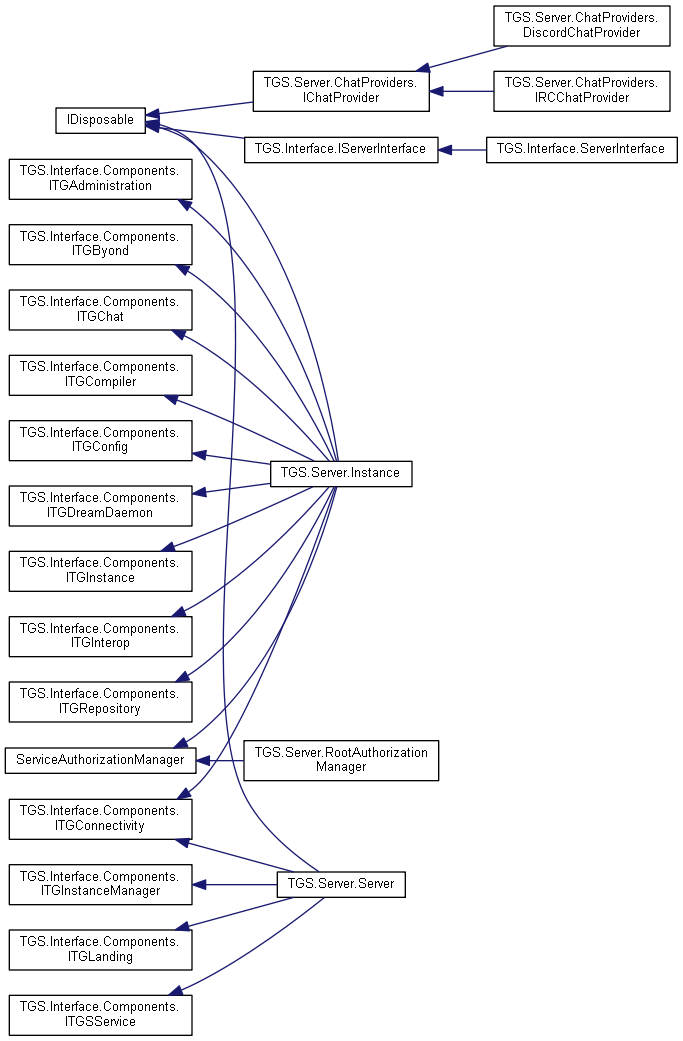 TGS.Server.ChatProviders.
DiscordChatProvider
TGS.Server.ChatProviders.
IChatProvider
TGS.Server.ChatProviders.
IRCChatProvider
IDisposable
TGS.Interface.IServerInterface
TGS.Interface.ServerInterface
TGS.Interface.Components.
ITGAdministration
TGS.Interface.Components.
ITGByond
TGS.Interface.Components.
ITGChat
TGS.Interface.Components.
ITGCompiler
TGS.Interface.Components.
ITGConfig
TGS.Server.Instance
TGS.Interface.Components.
ITGDreamDaemon
TGS.Interface.Components.
ITGInstance
TGS.Interface.Components.
ITGInterop
TGS.Interface.Components.
ITGRepository
ServiceAuthorizationManager
TGS.Server.RootAuthorization
Manager
TGS.Interface.Components.
ITGConnectivity
TGS.Interface.Components.
ITGInstanceManager
TGS.Server.Server
TGS.Interface.Components.
ITGLanding
TGS.Interface.Components.
ITGSService